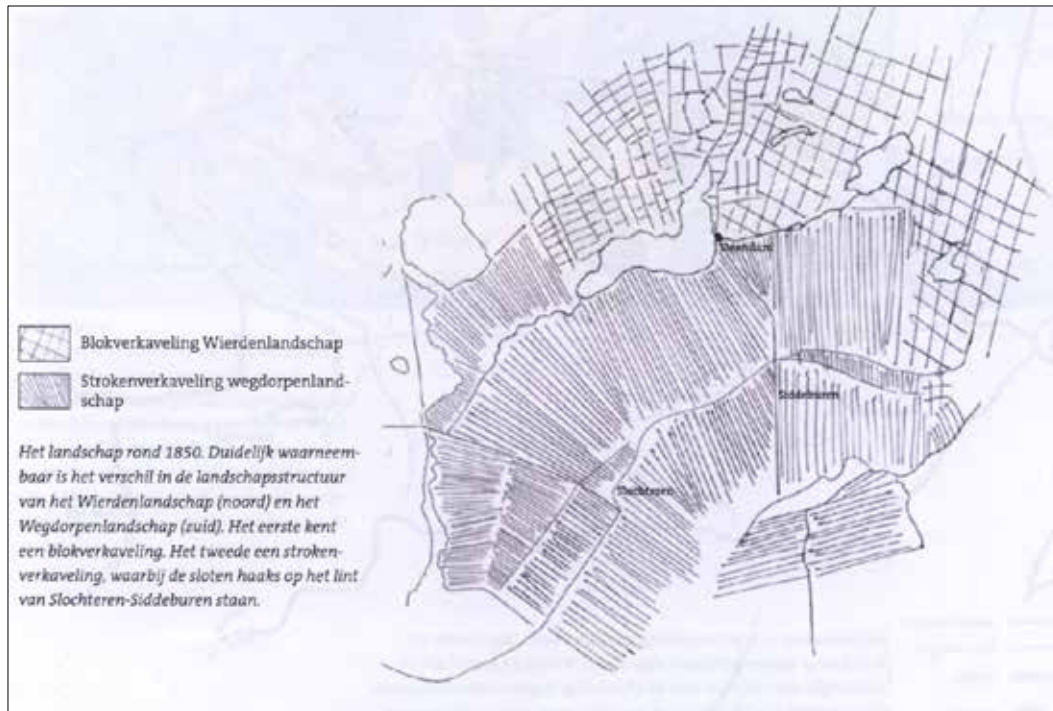 Steendam
Blokverkaveling Wierdenlandschap
Strokenverkaveling wegdorpenland-
schap
Siddeburen
Het landschap rond 1850. Duidelijk waarneem-
baar is het verschil in de landschapsstructuur
van het Wierdenlandschap (noord) en het
Wegdorpenlandschap (zuid). Het eerste kent
een blokverkaveling. Het tweede een stroken-
verkaveling, waarbij de sloten haaks op het lint
van Slochteren-Siddeburen staan.
Slochteren